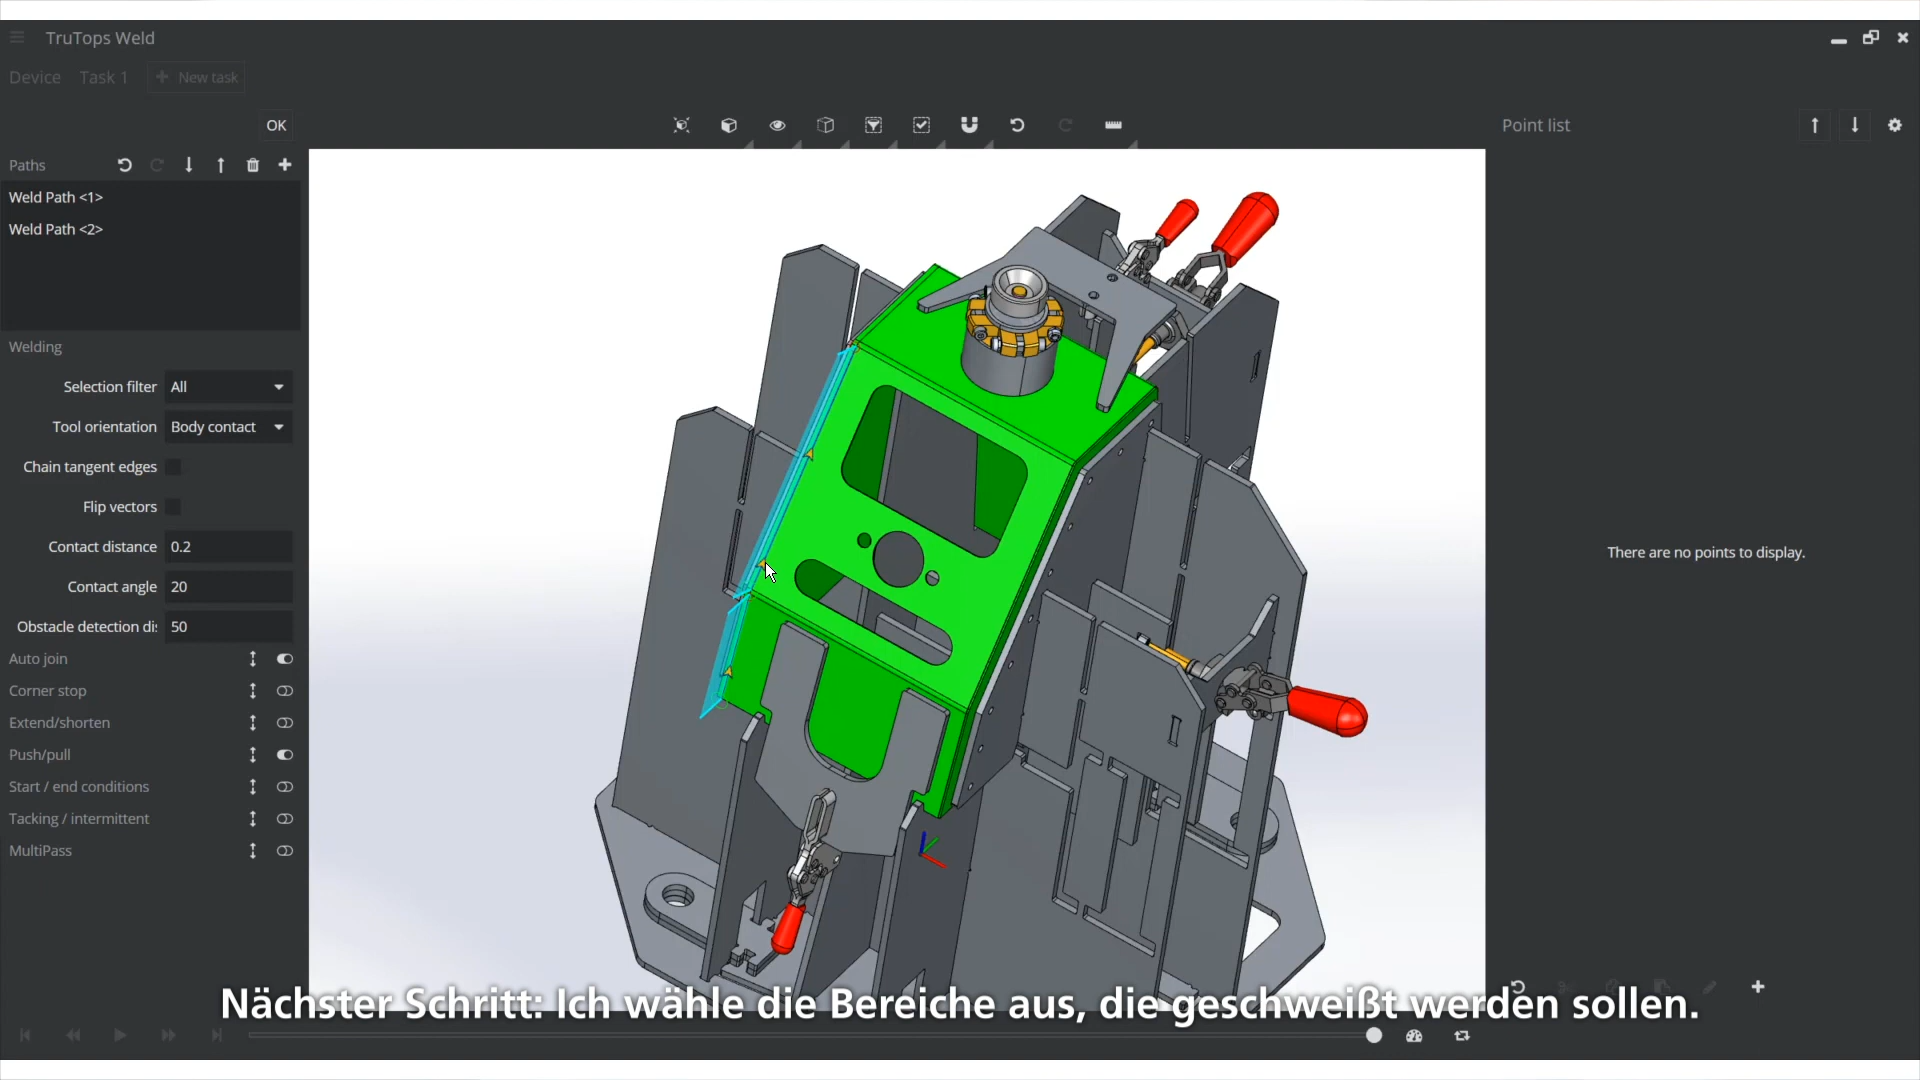 TruTops Weld
Device Task 1 New task
OK
Point list
Paths
Weld Path <1>
Weld Path <2>
Welding
Selection filter All
Tool orientation Body contact
Chain tangent edges
Flip vectors
Contact distance 0.2
Contact angle 20
Obstacle detection di
50
Auto join
Corner stop
Extend/shorten
Push/pull
Start / end conditions
Tacking / intermittent
MultiPass
There are no points to display.
Nächster Schritt: Ich wähle die Bereiche aus, die geschweißt werden sollen.